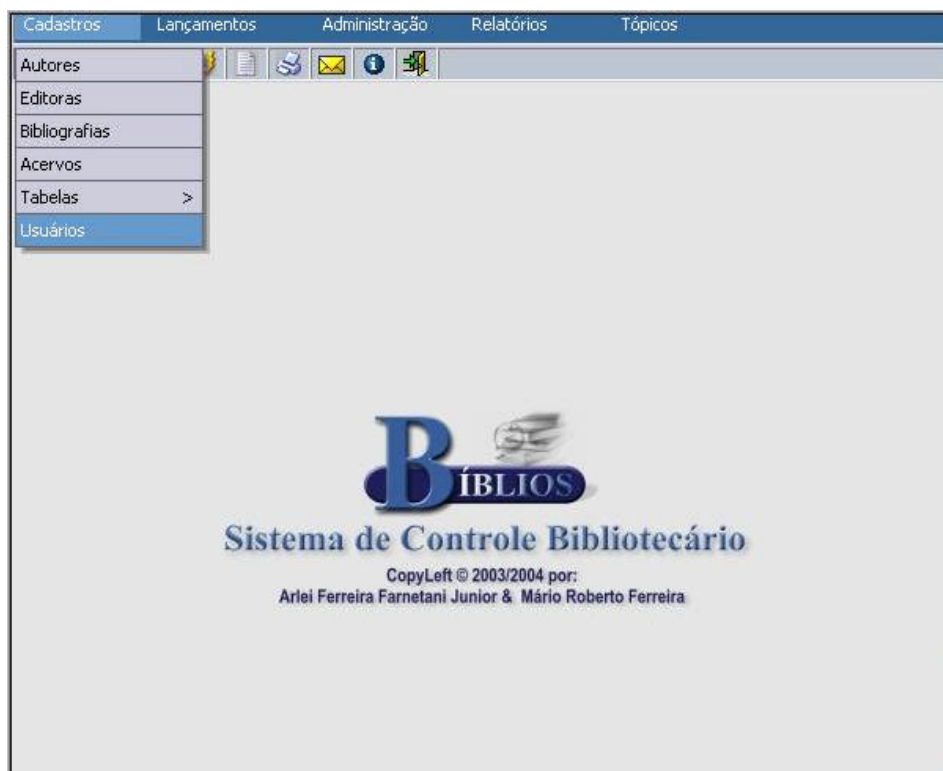 Cadastros Lançamentos Administração Relatórios Tópicos
Autores
Editoras
Bibliografias
Acervos
Tabelas >
Usuários
BÍBLIOS
Sistema de Controle Bibliotecário
CopyLeft © 2003/2004 por:
Arlei Ferreira Farnetani Junior & Mário Roberto Ferreira